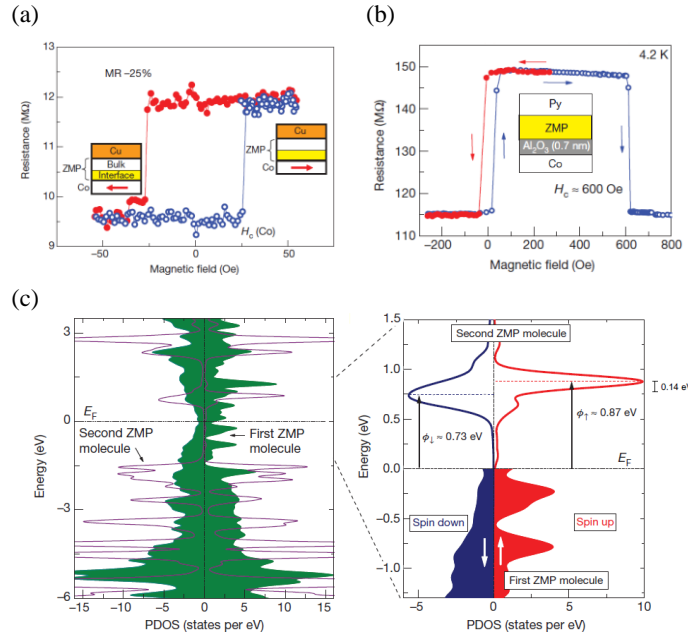 (a)
(b)
Resistance (MΩ)
13
12
11
10
9
MR –25%
Cu
ZMP
Bulk
Interface
Co
Cu
ZMP
Co
H_c (Co)
−50
0
50
Magnetic field (Oe)
Resistance (MΩ)
150
140
130
120
115
4.2 K
Py
ZMP
Al₂O₃ (0.7 nm)
Co
H_c ≈ 600 Oe
−200
0
200
400
600
800
Magnetic field (Oe)
(c)
Energy (eV)
3
0
−3
−6
E_F
Second ZMP
molecule
First ZMP
molecule
−15
−10
−5
0
5
10
15
PDOS (states per eV)
Energy (eV)
1.5
1.0
0.5
0.0
−0.5
−1.0
Second ZMP molecule
0.14 eV
ϕ↓ ≈ 0.73 eV
ϕ↑ ≈ 0.87 eV
E_F
Spin down
Spin up
First ZMP molecule
−5
0
5
10
PDOS (states per eV)